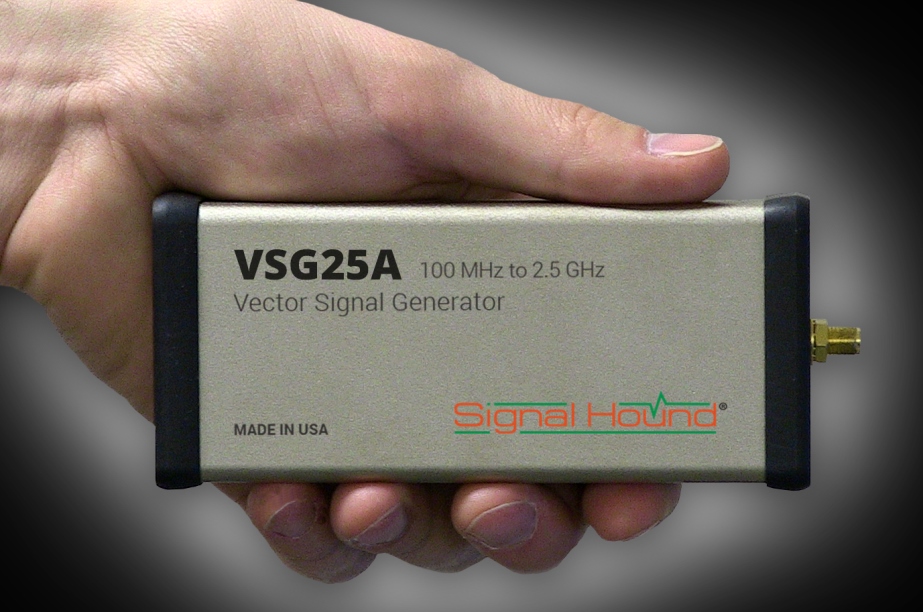 VSG25A 100 MHz to 2.5 GHz
Vector Signal Generator
MADE IN USA
Signal Hound®